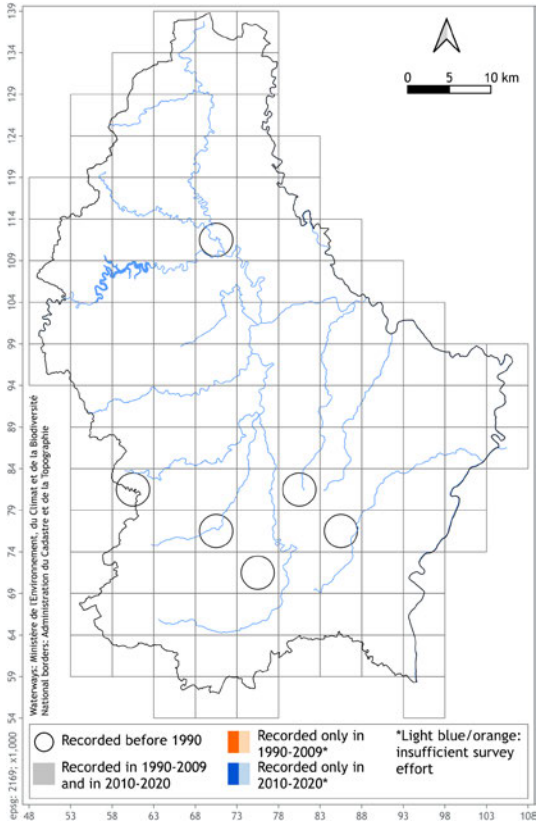 139
134
129
124
119
114
109
104
99
94
89
84
79
74
69
64
59
54
epsg: 2169; x1,000
0 5 10 km
Waterways: Ministère de l'Environnement, du Climat et de la Biodiversité
National borders: Administration du Cadastre et de la Topographie
Recorded before 1990
Recorded in 1990-2009
and in 2010-2020
Recorded only in
1990-2009*
Recorded only in
2010-2020*
*Light blue/orange:
insufficient survey
effort
48 53 58 63 68 73 78 83 88 93 98 103 108